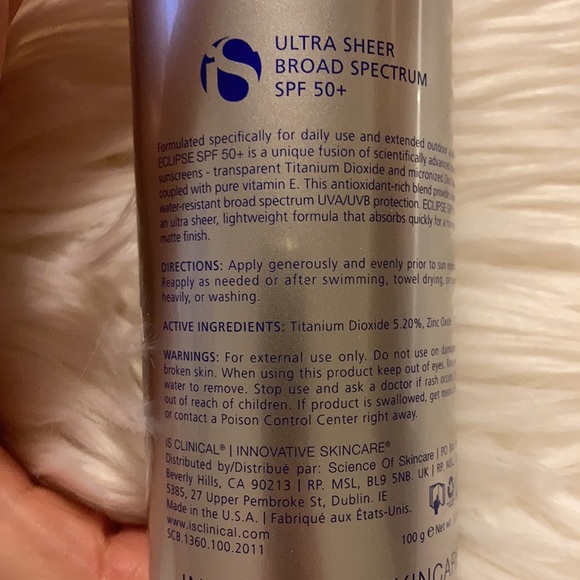 iS
ULTRA SHEER
BROAD SPECTRUM
SPF 50+
Formulated specifically for daily use and extended outdoor
ECLIPSE SPF 50+ is a unique fusion of scientifically advanced
sunscreens - transparent Titanium Dioxide and micronized
coupled with pure vitamin E. This antioxidant-rich blend
water-resistant broad spectrum UVA/UVB protection. ECLIPSE
an ultra sheer, lightweight formula that absorbs quickly for a
matte finish.
DIRECTIONS: Apply generously and evenly prior to sun
Reapply as needed or after swimming, towel drying,
heavily, or washing.
ACTIVE INGREDIENTS: Titanium Dioxide 5.20%, Zinc
WARNINGS: For external use only. Do not use on
broken skin. When using this product keep out of eyes.
water to remove. Stop use and ask a doctor if rash
out of reach of children. If product is swallowed, get
or contact a Poison Control Center right away.
iS CLINICAL® | INNOVATIVE SKINCARE®
Distributed by/Distribué par: Science Of Skincare | PO
Beverly Hills, CA 90213 | RP. MSL, BL9 5NB. UK | RP. MSL,
5385, 27 Upper Pembroke St, Dublin. IE
Made in the U.S.A. | Fabriqué aux États-Unis.
www.isclinical.com
SCB.1360.100.2011
100 g e Net